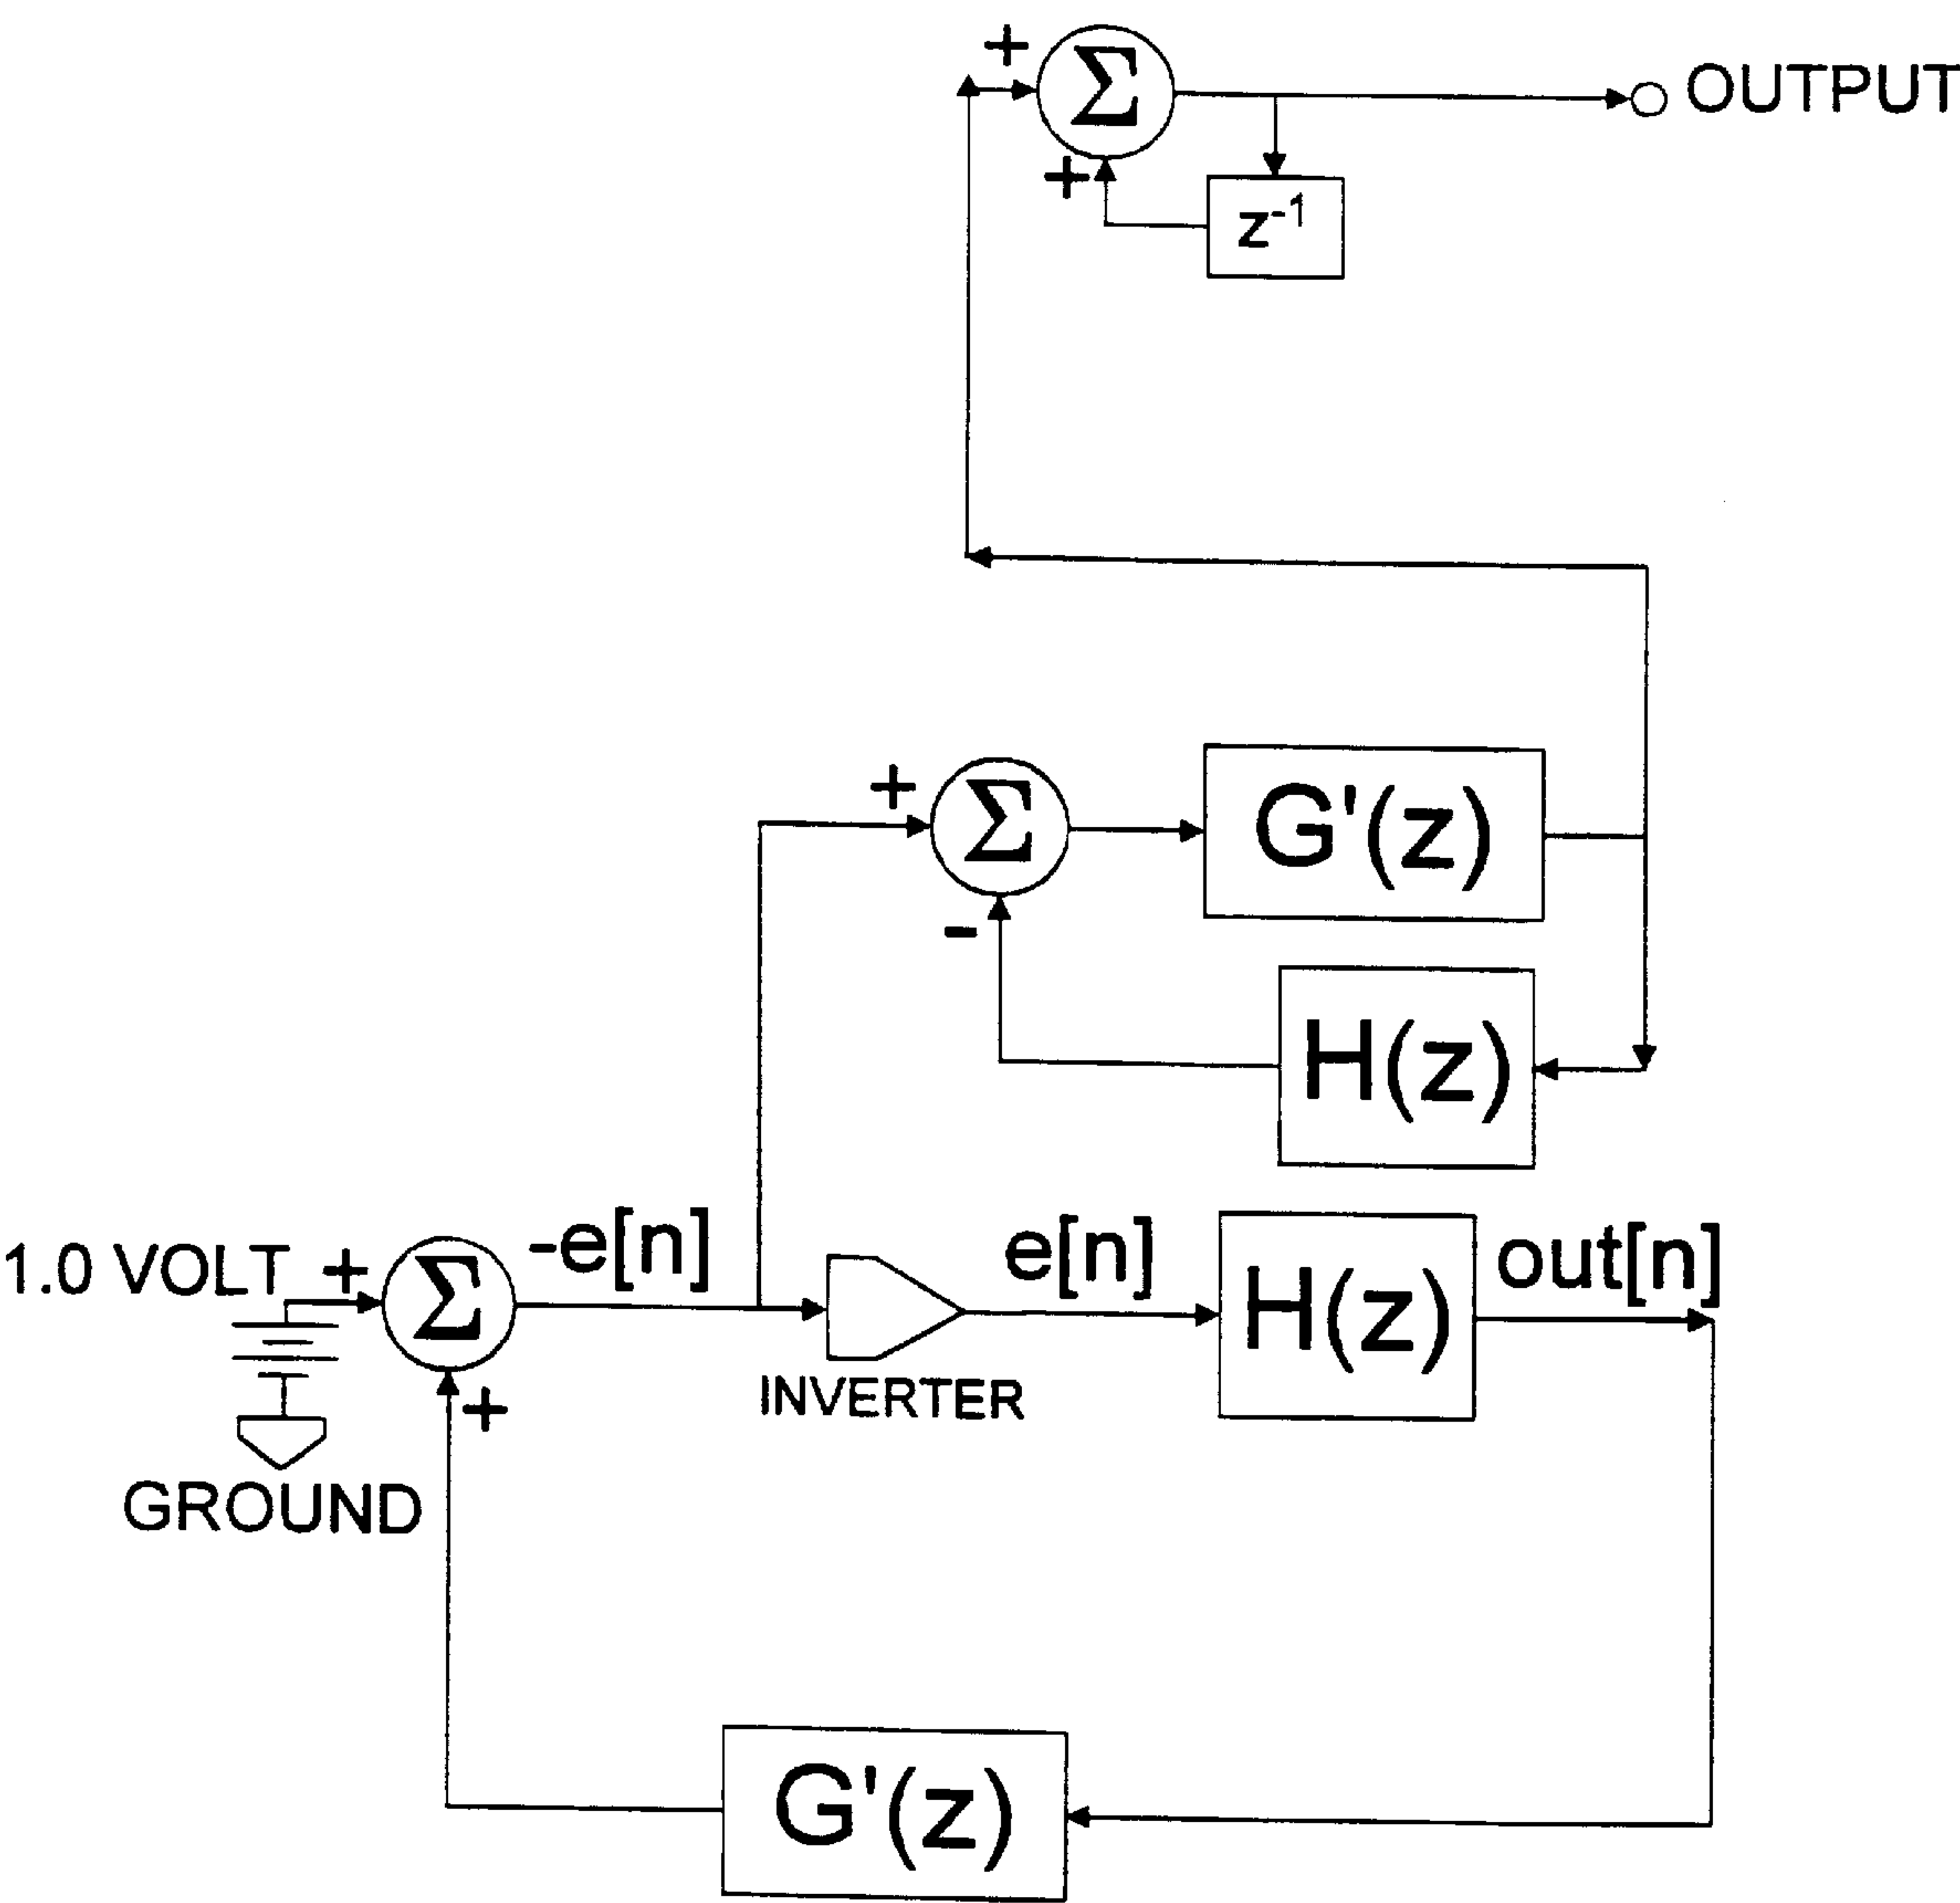 +
Σ
OUTPUT
+
z⁻¹
+
Σ
G'(z)
-
H(z)
1.0 VOLT
+
Σ
-e[n]
e[n]
H(z)
out[n]
+
INVERTER
GROUND
G'(z)